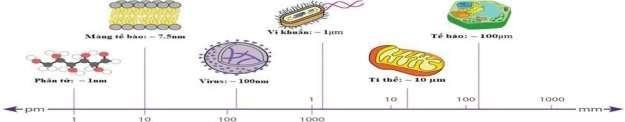 Màng tế bào: ~ 7.5nm
Vi khuẩn: ~ 1μm
Tế bào: ~ 100μm
Phân tử: ~ 1nm
Virus: ~ 100nm
Ti thể: ~ 10 μm
1 10 100 1000
pm mm
1 10 100 1000